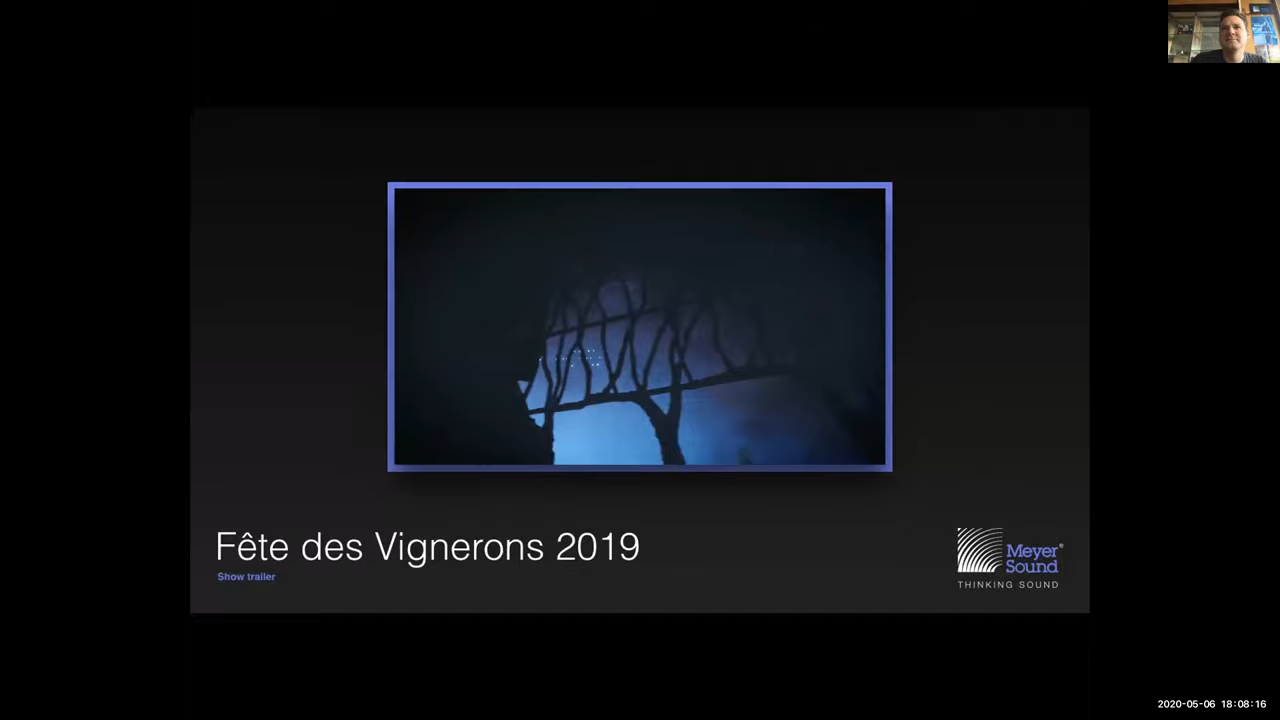 Fête des Vignerons 2019
Show trailer
Meyer®
Sound
THINKING SOUND
2020-05-06 18:08:16